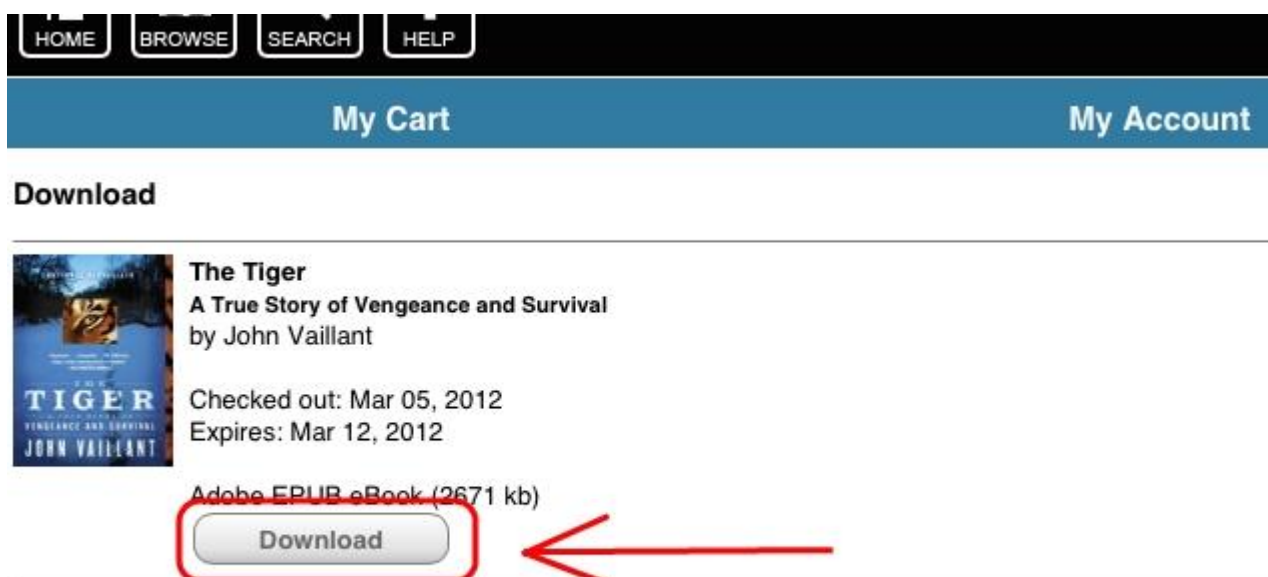 HOME BROWSE SEARCH HELP
My Cart My Account
Download
The Tiger
A True Story of Vengeance and Survival
by John Vaillant
Checked out: Mar 05, 2012
Expires: Mar 12, 2012
Adobe EPUB eBook (2671 kb)
Download
THE
TIGER
VENGEANCE AND SURVIVAL
JOHN VAILLANT